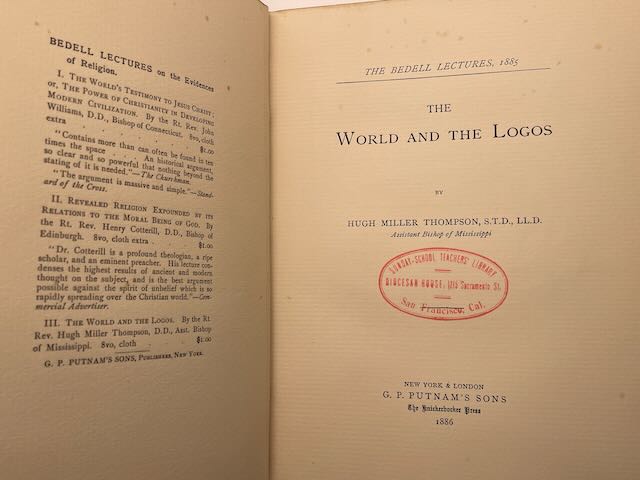 BEDELL LECTURES on the Evidences
of Religion.
I. THE WORLD'S TESTIMONY TO JESUS CHRIST;
or, THE POWER OF CHRISTIANITY IN DEVELOPING
MODERN CIVILIZATION. By the Rt. Rev. John
Williams, D.D., Bishop of Connecticut. 8vo, cloth
extra . . . . . . . $1.00
"Contains more than can often be found in ten
times the space . . . An historical argument,
so clear and so powerful that nothing beyond the
stating of it is needed."—The Churchman.
"The argument is massive and simple."—Stand-
ard of the Cross.
II. REVEALED RELIGION EXPOUNDED BY ITS
RELATIONS TO THE MORAL BEING OF GOD. By
the Rt. Rev. Henry Cotterill, D.D., Bishop of
Edinburgh. 8vo, cloth extra . . $1.00
"Dr. Cotterill is a profound theologian, a ripe
scholar, and an eminent preacher. His lecture con-
denses the highest results of ancient and modern
thought on the subject, and is the best argument
possible against the spirit of unbelief which is so
rapidly spreading over the Christian world."—Com-
mercial Advertiser.
III. THE WORLD AND THE LOGOS. By the Rt.
Rev. Hugh Miller Thompson, D.D., Asst. Bishop
of Mississippi. 8vo, cloth . . $1.00
G. P. PUTNAM'S SONS, PUBLISHERS, NEW YORK.
THE BEDELL LECTURES, 1885
THE
WORLD AND THE LOGOS
BY
HUGH MILLER THOMPSON, S.T.D., LL.D.
Assistant Bishop of Mississippi
SUNDAY-SCHOOL TEACHERS' LIBRARY
DIOCESAN HOUSE, 1215 Sacramento St.
San Francisco, Cal.
NEW YORK & LONDON
G. P. PUTNAM'S SONS
The Knickerbocker Press
1886